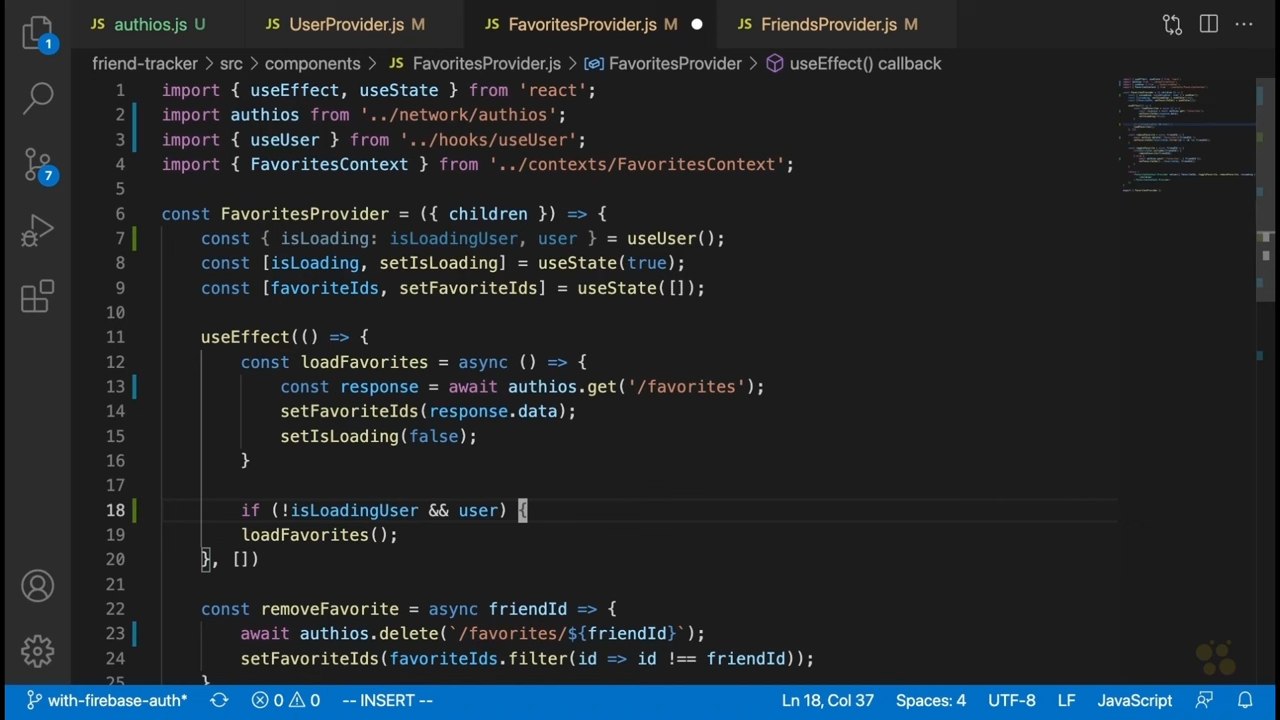 JS authios.js U JS UserProvider.js M JS FavoritesProvider.js M JS FriendsProvider.js M
friend-tracker > src > components > JS FavoritesProvider.js > FavoritesProvider > useEffect() callback
1 import { useEffect, useState } from 'react';
2 import authios from '../network/authios';
3 import { useUser } from '../hooks/useUser';
4 import { FavoritesContext } from '../contexts/FavoritesContext';
5
6 const FavoritesProvider = ({ children }) => {
7 const { isLoading: isLoadingUser, user } = useUser();
8 const [isLoading, setIsLoading] = useState(true);
9 const [favoriteIds, setFavoriteIds] = useState([]);
10
11 useEffect(() => {
12 const loadFavorites = async () => {
13 const response = await authios.get('/favorites');
14 setFavoriteIds(response.data);
15 setIsLoading(false);
16 }
17
18 if (!isLoadingUser && user) {
19 loadFavorites();
20 }, [])
21
22 const removeFavorite = async friendId => {
23 await authios.delete(`/favorites/${friendId}`);
24 setFavoriteIds(favoriteIds.filter(id => id !== friendId));
25 }
1
7
with-firebase-auth* 0 0 -- INSERT -- Ln 18, Col 37 Spaces: 4 UTF-8 LF JavaScript